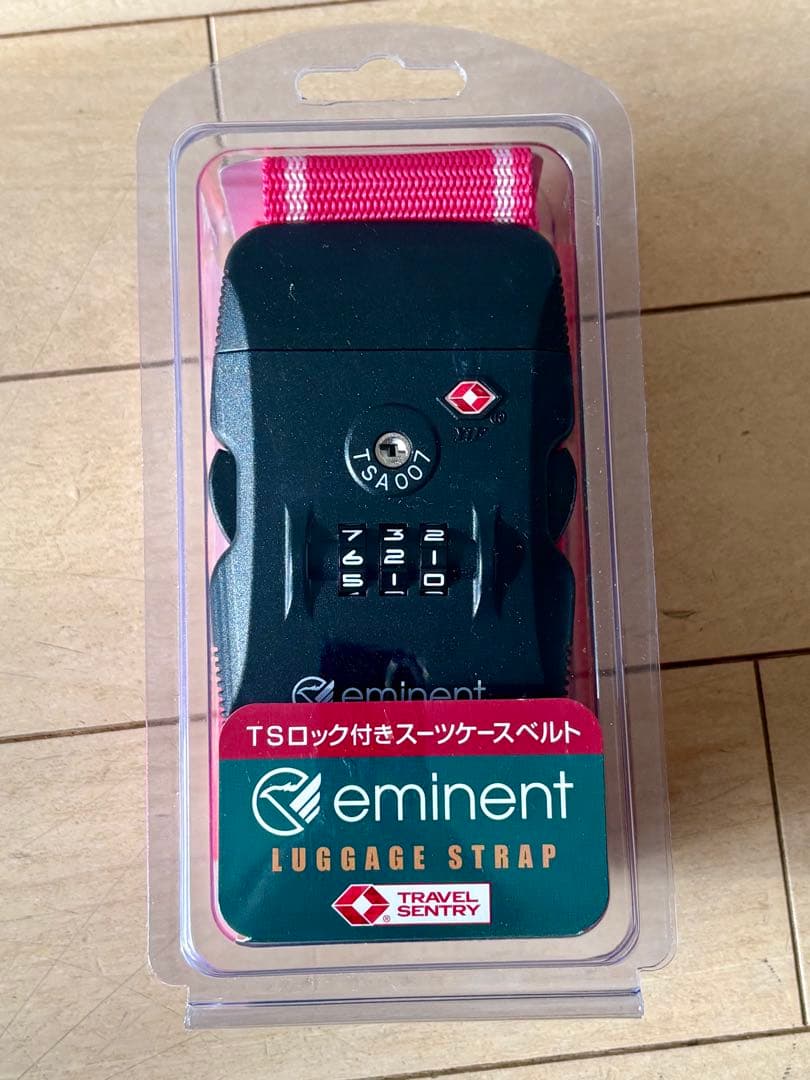 TSA007
7 3 2
6 2 1
5 1 0
eminent
TSロック付きスーツケースベルト
eminent
LUGGAGE STRAP
® TRAVEL
SENTRY